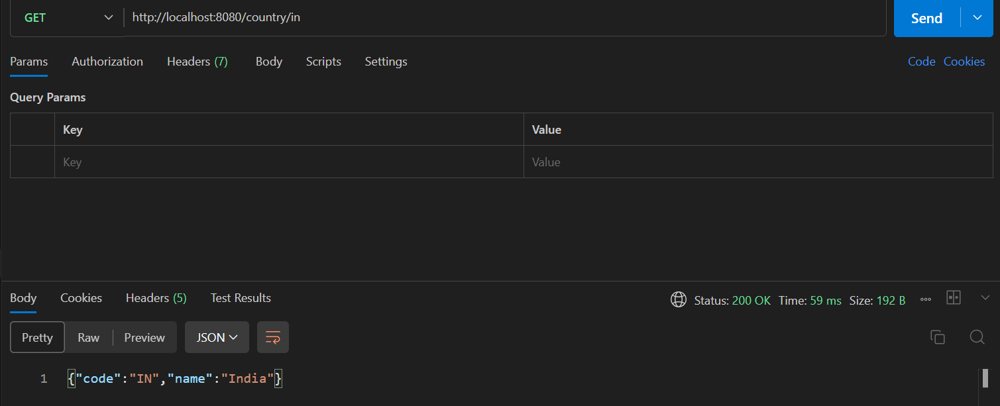 GET http://localhost:8080/country/in Send
Params Authorization Headers (7) Body Scripts Settings Code Cookies
Query Params
Key Value
Key Value
Body Cookies Headers (5) Test Results Status: 200 OK Time: 59 ms Size: 192 B
Pretty Raw Preview JSON
1 {"code":"IN","name":"India"}